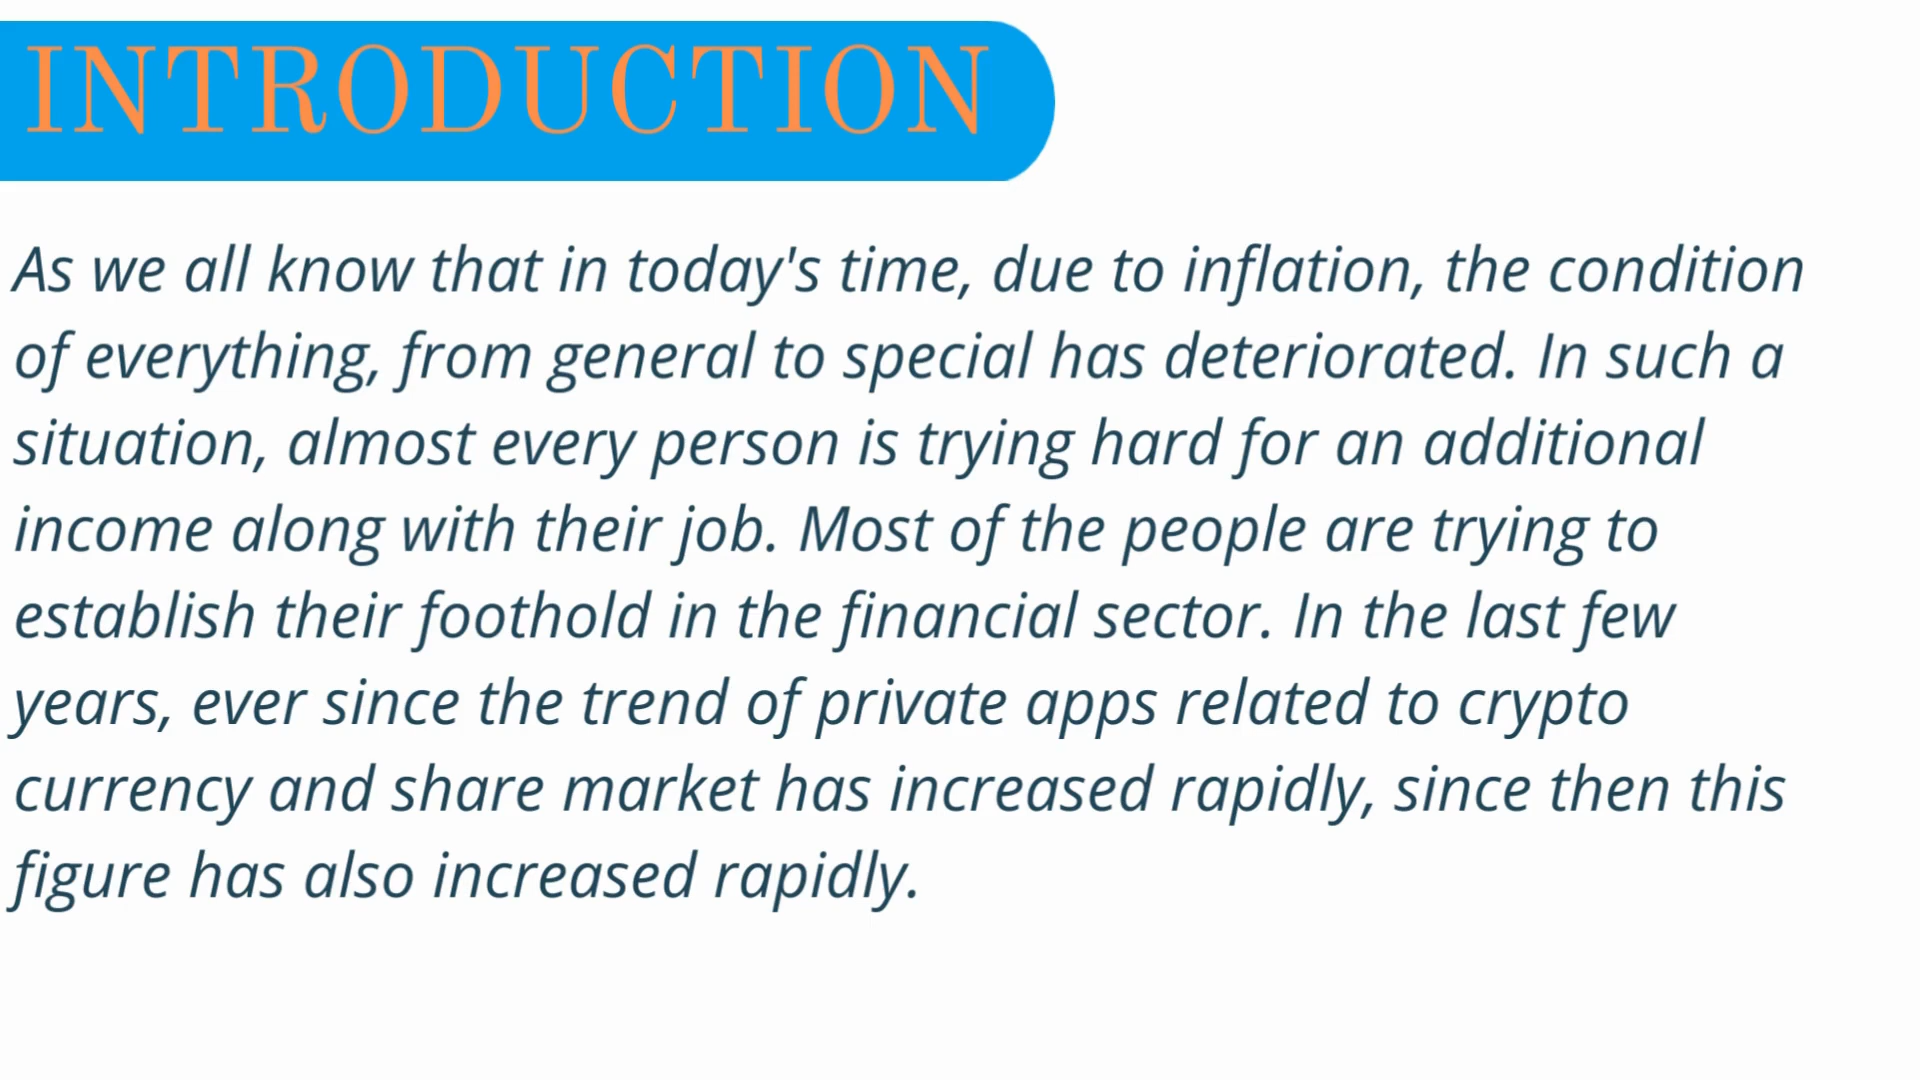 INTRODUCTION
As we all know that in today's time, due to inflation, the condition
of everything, from general to special has deteriorated. In such a
situation, almost every person is trying hard for an additional
income along with their job. Most of the people are trying to
establish their foothold in the financial sector. In the last few
years, ever since the trend of private apps related to crypto
currency and share market has increased rapidly, since then this
figure has also increased rapidly.